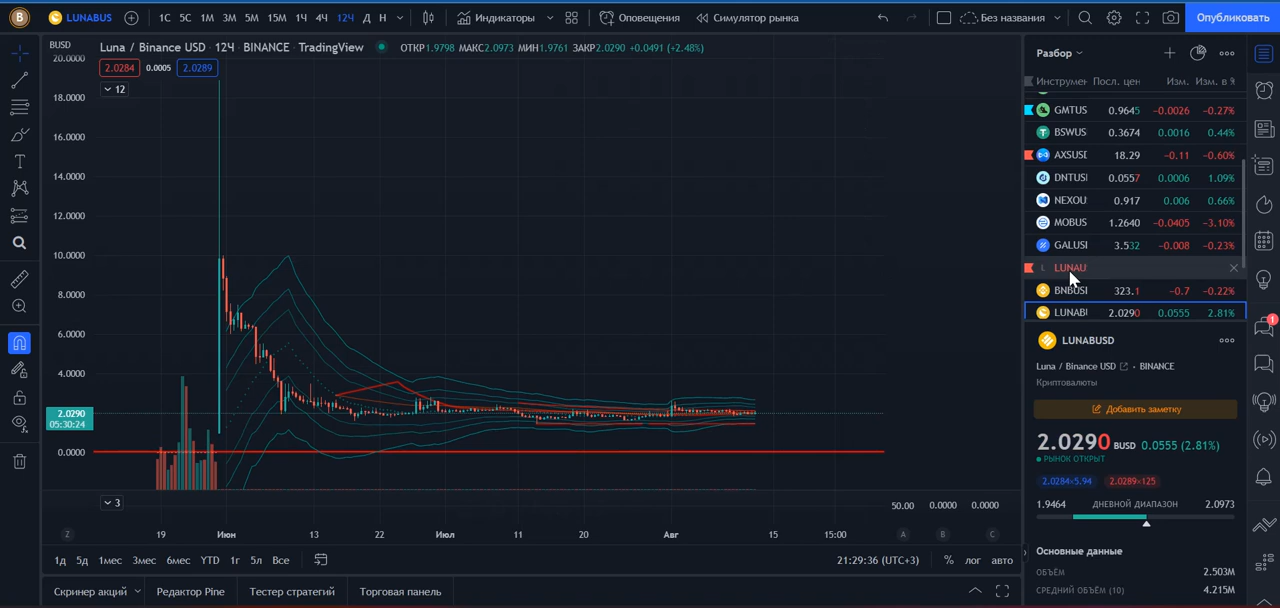 B LUNABUS 1С 5С 1М 3М 5М 15М 1Ч 4Ч 12Ч Д Н Индикаторы Оповещения Симулятор рынка Без названия Опубликовать
BUSD Luna / Binance USD · 12Ч · BINANCE · TradingView ОТКР1.9798 МАКС2.0973 МИН1.9761 ЗАКР2.0290 +0.0491 (+2.48%)
20.0000
2.0284 0.0005 2.0289
12
18.0000
16.0000
14.0000
12.0000
10.0000
8.0000
6.0000
4.0000
2.0290
05:30:24
0.0000
3 50.00 0.0000 0.0000
Z 19 Июн 13 22 Июл 11 20 Авг 15 15:00 A B C
1д 5д 1мес 3мес 6мес YTD 1г 5л Все 21:29:36 (UTC+3) % лог авто
Скринер акций Редактор Pine Тестер стратегий Торговая панель
Разбор
Инструмен Посл. цен Изм. Изм. в %
GMTUS 0.9645 −0.0026 −0.27%
BSWUS 0.3674 0.0016 0.44%
AXSUSI 18.29 −0.11 −0.60%
DNTUSI 0.0557 0.0006 1.09%
NEXOU 0.917 0.006 0.66%
MOBUS 1.2640 −0.0405 −3.10%
GALUSI 3.532 −0.008 −0.23%
L LUNAU
BNBUSI 323.1 −0.7 −0.22%
LUNABI 2.0290 0.0555 2.81%
LUNABUSD
Luna / Binance USD · BINANCE
Криптовалюты
Добавить заметку
2.0290 BUSD 0.0555 (2.81%)
РЫНОК ОТКРЫТ
2.0284×5.94 2.0289×125
1.9464 ДНЕВНОЙ ДИАПАЗОН 2.0973
Основные данные
ОБЪЁМ 2.503M
СРЕДНИЙ ОБЪЁМ (10) 4.215M
1